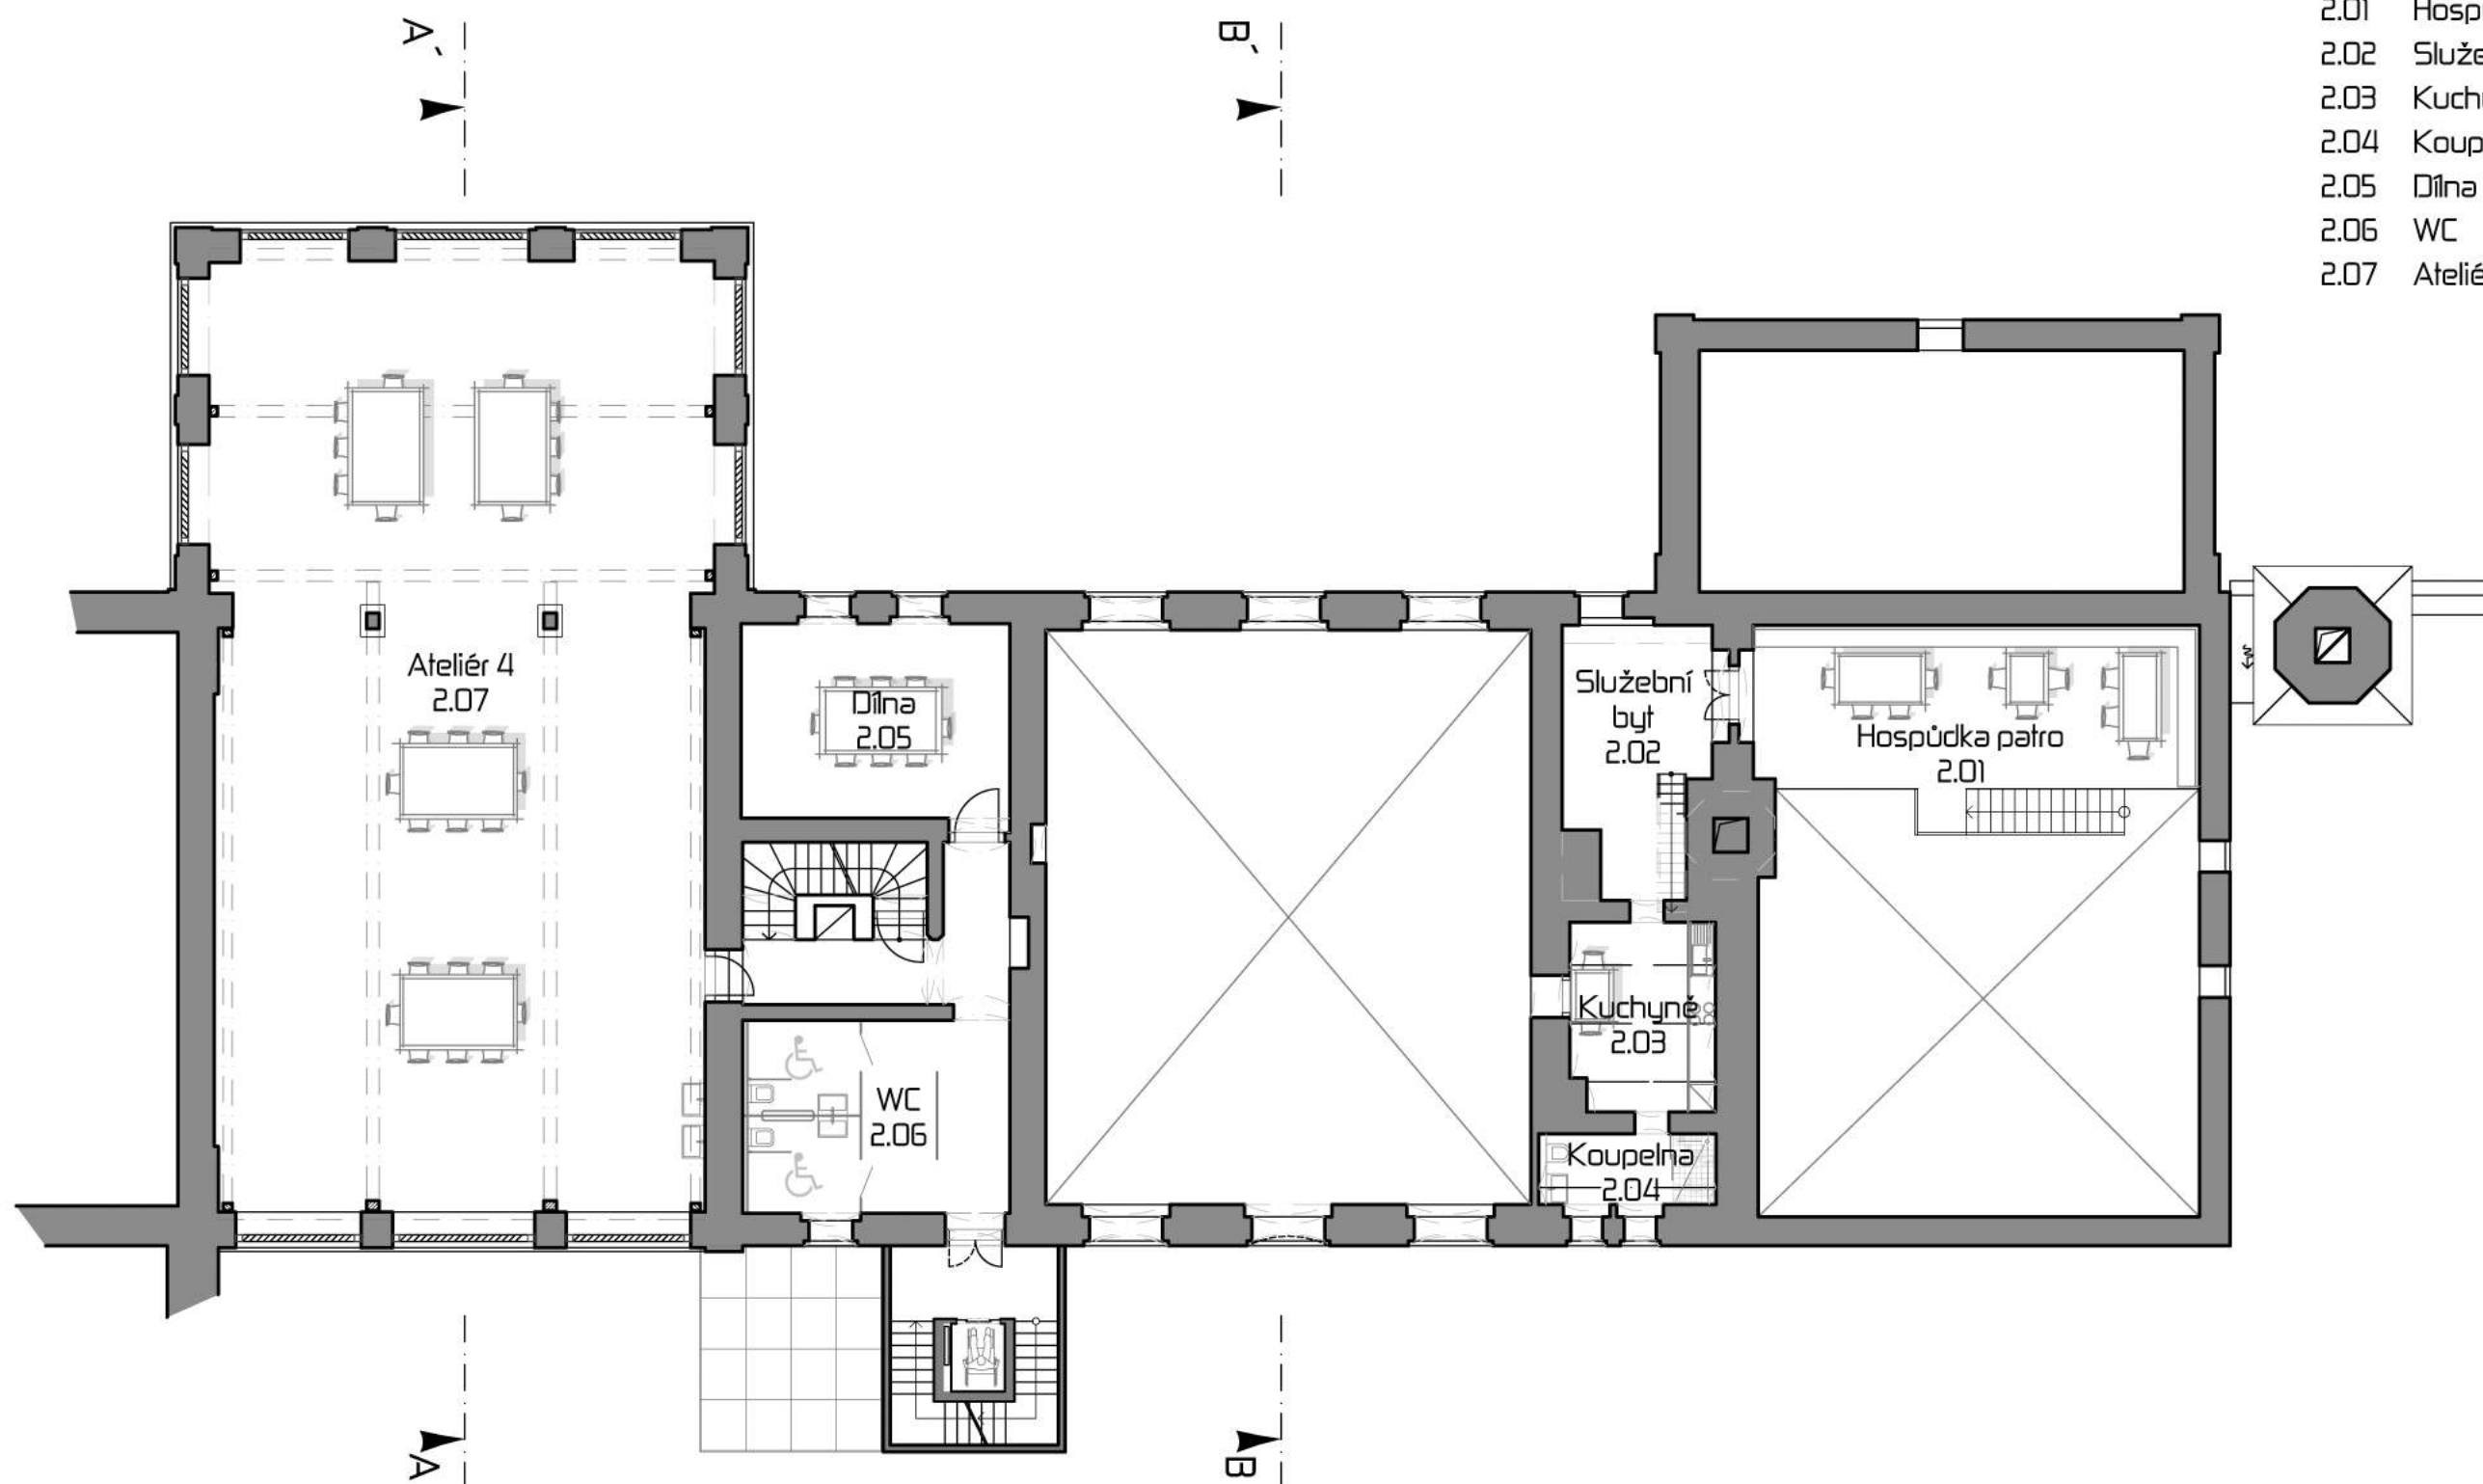 A´
B´
2.01 Hosp
2.02 Služe
2.03 Kuch
2.04 Koup
2.05 Dílna
2.06 WC
2.07 Atelié
Ateliér 4
2.07
Dílna
2.05
Služební
byt
2.02
Hospůdka patro
2.01
Kuchyně
2.03
WC
2.06
Koupelna
2.04
A
B